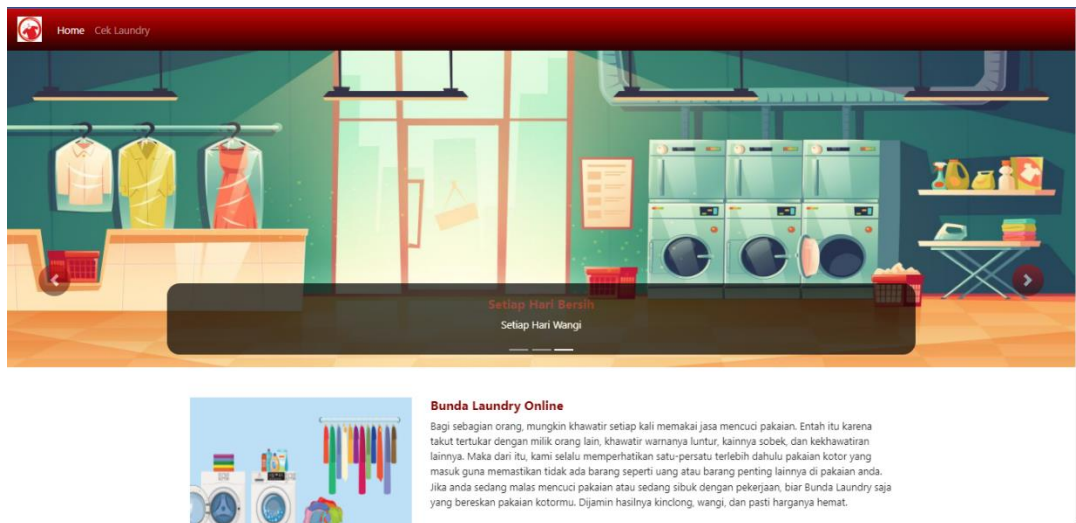 Home Cek Laundry
Setiap Hari Bersih
Setiap Hari Wangi
Bunda Laundry Online
Bagi sebagian orang, mungkin khawatir setiap kali memakai jasa mencuci pakaian. Entah itu karena
takut tertukar dengan milik orang lain, khawatir warnanya luntur, kainnya sobek, dan kekhawatiran
lainnya. Maka dari itu, kami selalu memperhatikan satu-persatu terlebih dahulu pakaian kotor yang
masuk guna memastikan tidak ada barang seperti uang atau barang penting lainnya di pakaian anda.
Jika anda sedang malas mencuci pakaian atau sedang sibuk dengan pekerjaan, biar Bunda Laundry saja
yang bereskan pakaian kotormu. Dijamin hasilnya kinclong, wangi, dan pasti harganya hemat.